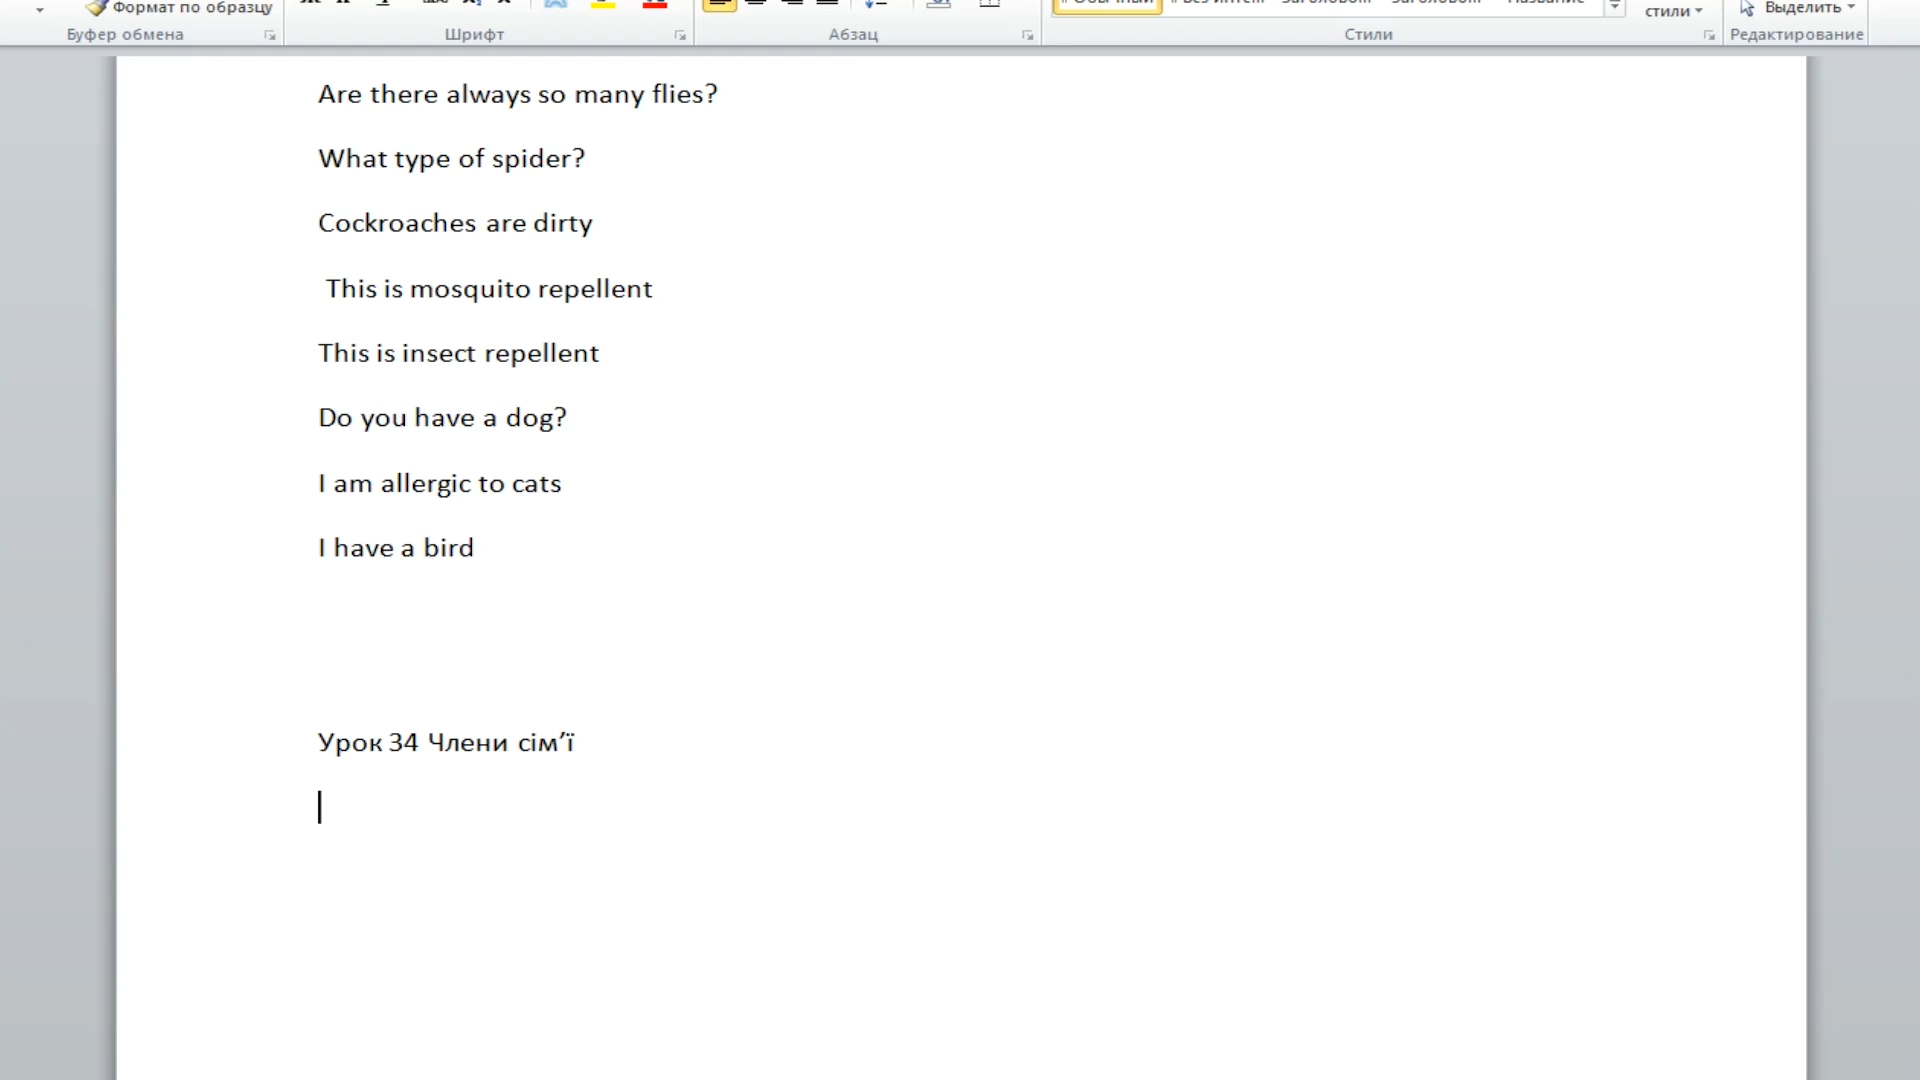 Формат по образцу
стили
Выделить
Буфер обмена
Шрифт
Абзац
Стили
Редактирование
Are there always so many flies?
What type of spider?
Cockroaches are dirty
This is mosquito repellent
This is insect repellent
Do you have a dog?
I am allergic to cats
I have a bird
Урок 34 Члени сім’ї